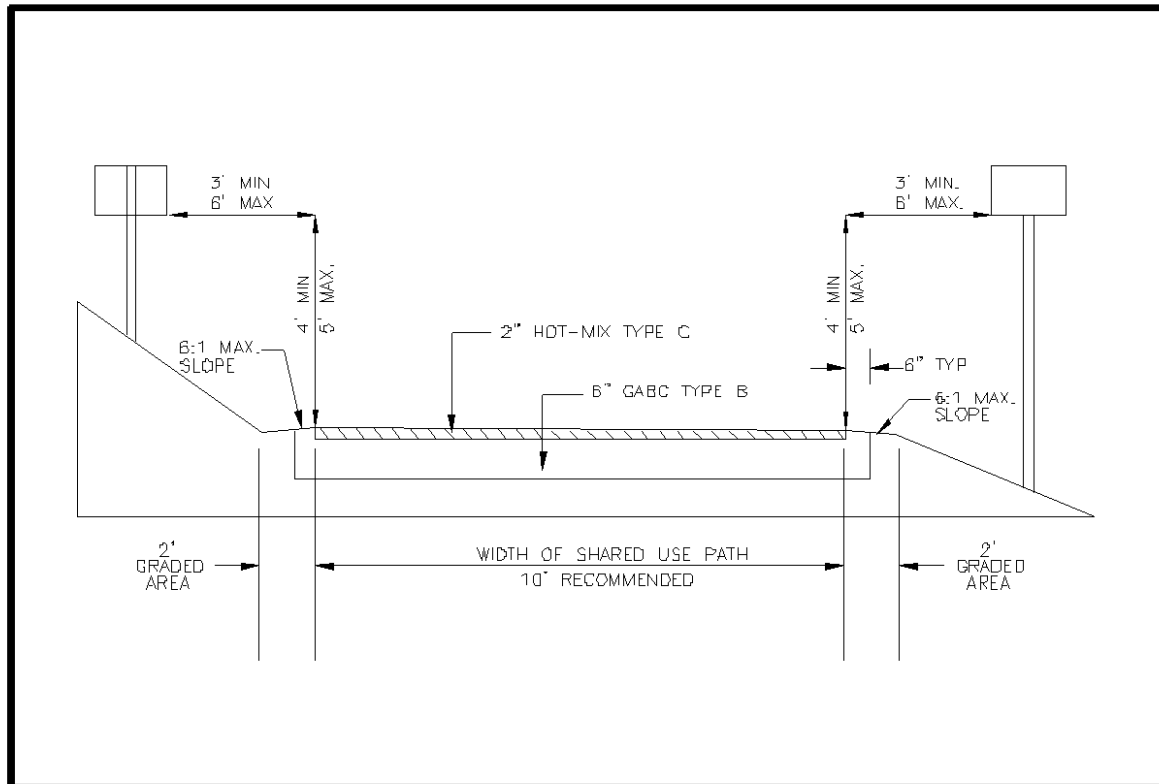 3' MIN
6' MAX
3' MIN.
6' MAX.
4' MIN
5' MAX.
4' MIN
5' MAX.
2" HOT-MIX TYPE C
6:1 MAX.
SLOPE
6" TYP
6" GABC TYPE B
6:1 MAX.
SLOPE
2'
GRADED
AREA
WIDTH OF SHARED USE PATH
10' RECOMMENDED
2'
GRADED
AREA